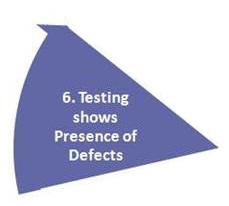 6. Testing
shows
Presence of
Defects